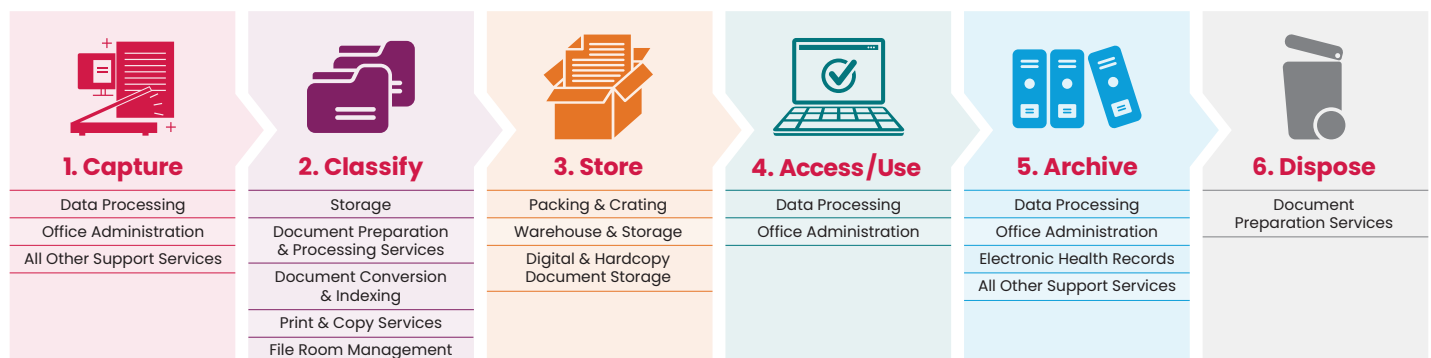 1. Capture
Data Processing
Office Administration
All Other Support Services
2. Classify
Storage
Document Preparation
& Processing Services
Document Conversion
& Indexing
Print & Copy Services
File Room Management
3. Store
Packing & Crating
Warehouse & Storage
Digital & Hardcopy
Document Storage
4. Access/Use
Data Processing
Office Administration
5. Archive
Data Processing
Office Administration
Electronic Health Records
All Other Support Services
6. Dispose
Document
Preparation Services